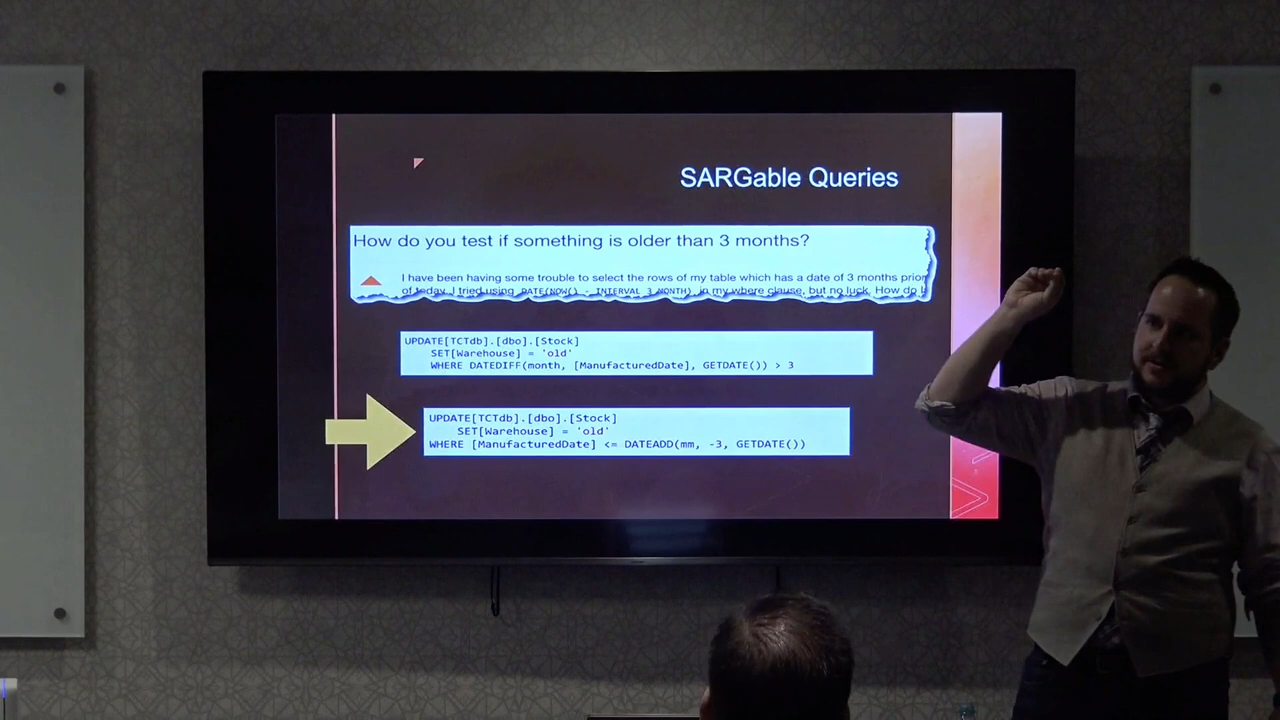 SARGable Queries
How do you test if something is older than 3 months?
I have been having some trouble to select the rows of my table which has a date of 3 months prior
of today. I tried using DATE(NOW() - INTERVAL 3 MONTH) in my where clause, but no luck. How do I
UPDATE[TCTdb].[dbo].[Stock]
SET[Warehouse] = 'old'
WHERE DATEDIFF(month, [ManufacturedDate], GETDATE()) > 3
UPDATE[TCTdb].[dbo].[Stock]
SET[Warehouse] = 'old'
WHERE [ManufacturedDate] <= DATEADD(mm, -3, GETDATE())